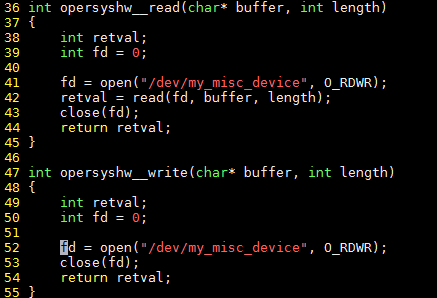 36 int opersyshw__read(char* buffer, int length)
37 {
38     int retval;
39     int fd = 0;
40
41     fd = open("/dev/my_misc_device", O_RDWR);
42     retval = read(fd, buffer, length);
43     close(fd);
44     return retval;
45 }
46
47 int opersyshw__write(char* buffer, int length)
48 {
49     int retval;
50     int fd = 0;
51
52     fd = open("/dev/my_misc_device", O_RDWR);
53     close(fd);
54     return retval;
55 }